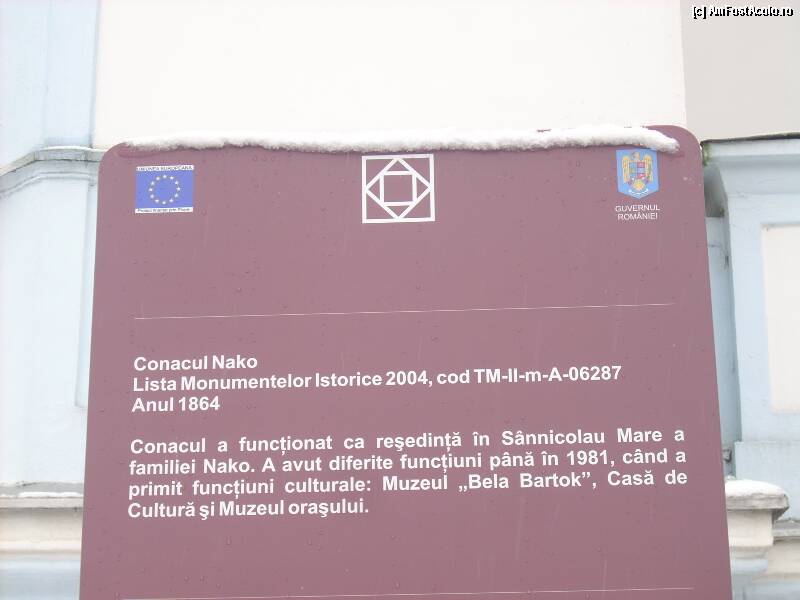 [c] AmFostAcolo.ro
UNIUNEA EUROPEANĂ
GUVERNUL
ROMÂNIEI
Conacul Nako
Lista Monumentelor Istorice 2004, cod TM-II-m-A-06287
Anul 1864
Conacul a funcţionat ca reşedinţă în Sânnicolau Mare a
familiei Nako. A avut diferite funcţiuni până în 1981, când a
primit funcţiuni culturale: Muzeul „Bela Bartok”, Casă de
Cultură şi Muzeul oraşului.